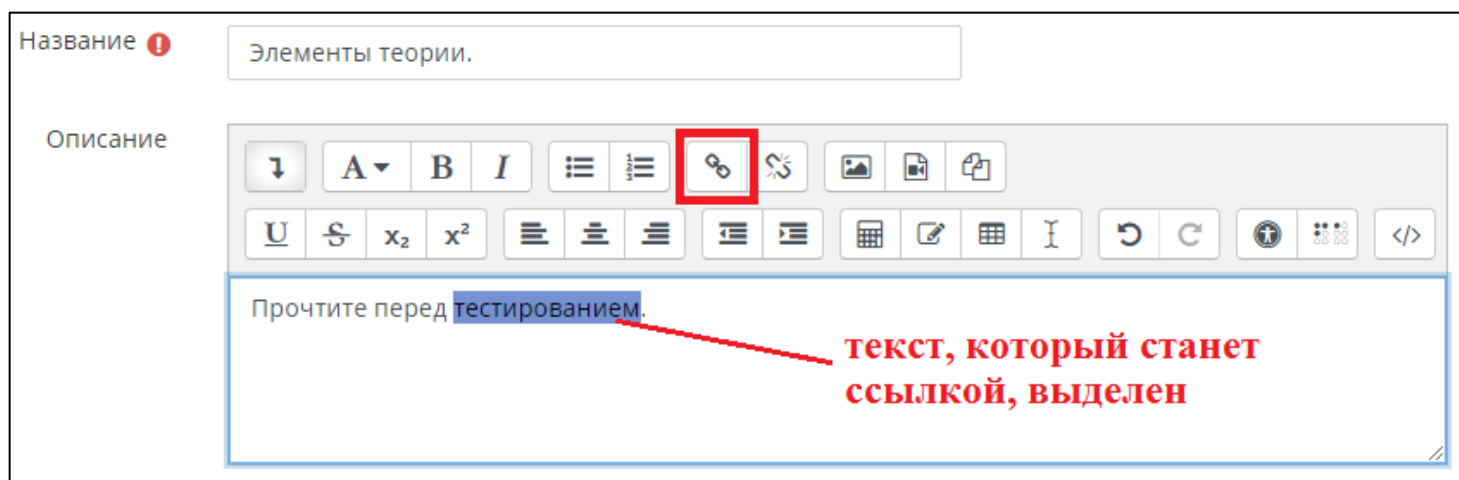 Название
Элементы теории.
Описание
A B I
U S x₂ x² </>
Прочтите перед тестированием.
текст, который станет
ссылкой, выделен